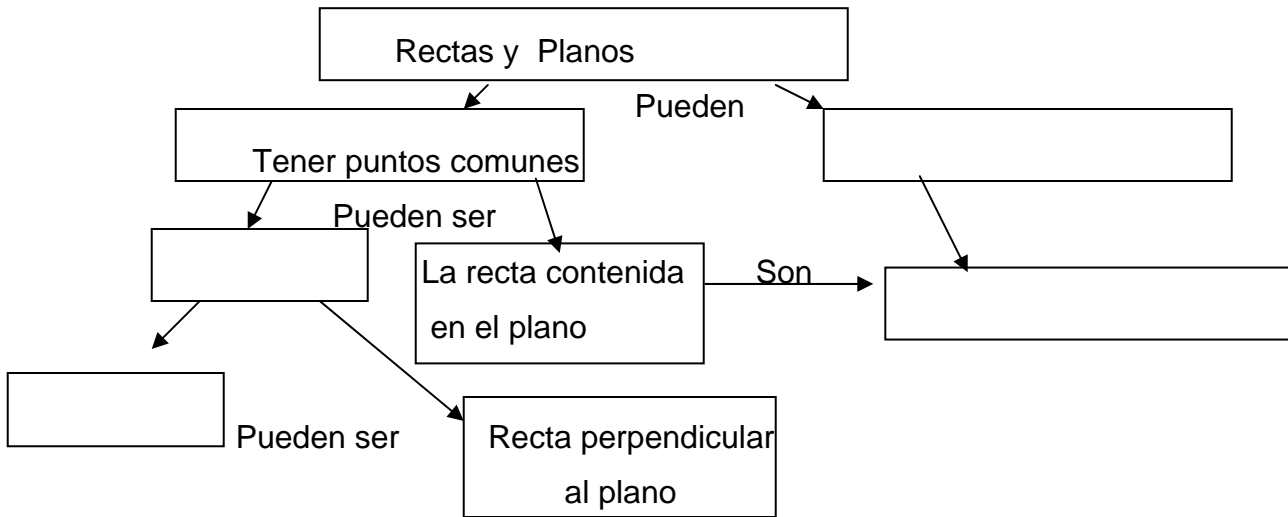 Rectas y Planos
Pueden
Tener puntos comunes
Pueden ser
La recta contenida
en el plano
Son
Pueden ser
Recta perpendicular
al plano